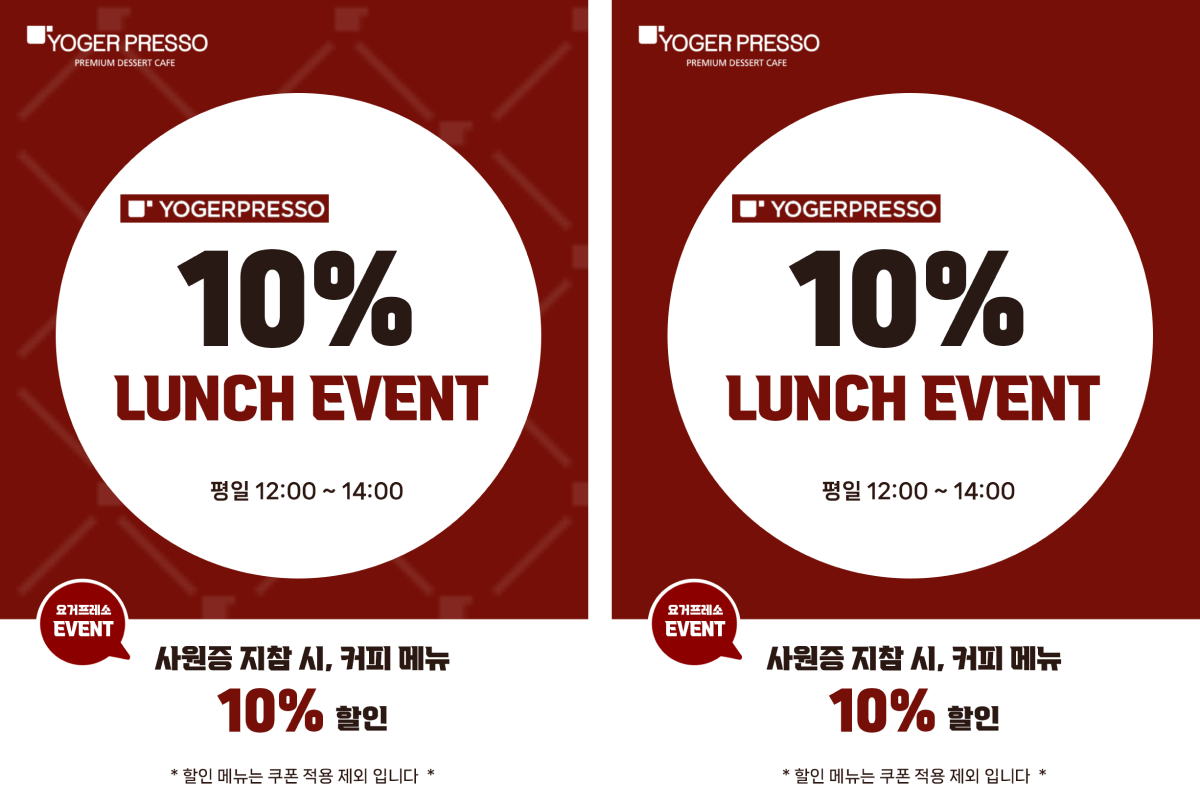 YOGER PRESSO
PREMIUM DESSERT CAFE
YOGERPRESSO
10%
LUNCH EVENT
평일 12:00 ~ 14:00
요거프레소
EVENT
사원증 지참 시, 커피 메뉴
10% 할인
* 할인 메뉴는 쿠폰 적용 제외 입니다 *
YOGER PRESSO
PREMIUM DESSERT CAFE
YOGERPRESSO
10%
LUNCH EVENT
평일 12:00 ~ 14:00
요거프레소
EVENT
사원증 지참 시, 커피 메뉴
10% 할인
* 할인 메뉴는 쿠폰 적용 제외 입니다 *